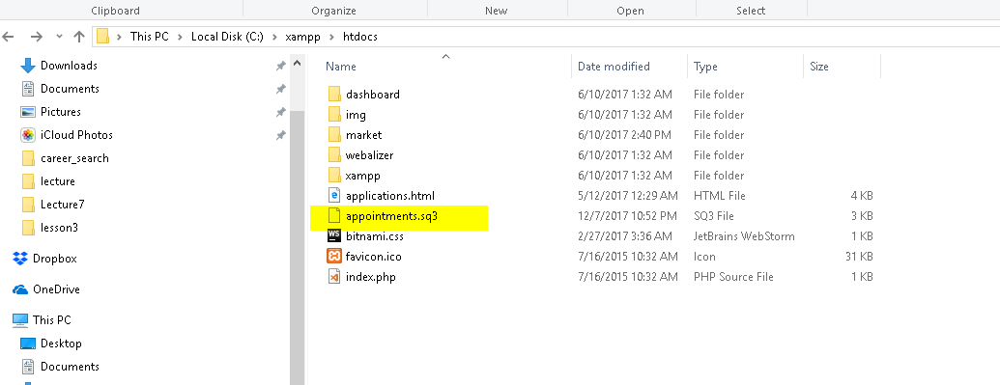 Clipboard Organize New Open Select
This PC Local Disk (C:) xampp htdocs
Downloads
Documents
Pictures
iCloud Photos
career_search
lecture
Lecture7
lesson3
Dropbox
OneDrive
This PC
Desktop
Documents
Name Date modified Type Size
dashboard 6/10/2017 1:32 AM File folder
img 6/10/2017 1:32 AM File folder
market 6/10/2017 2:40 PM File folder
webalizer 6/10/2017 1:32 AM File folder
xampp 6/10/2017 1:32 AM File folder
applications.html 5/12/2017 12:29 AM HTML File 4 KB
appointments.sq3 12/7/2017 10:52 PM SQ3 File 3 KB
WS bitnami.css 2/27/2017 3:36 AM JetBrains WebStorm 1 KB
favicon.ico 7/16/2015 10:32 AM Icon 31 KB
index.php 7/16/2015 10:32 AM PHP Source File 1 KB